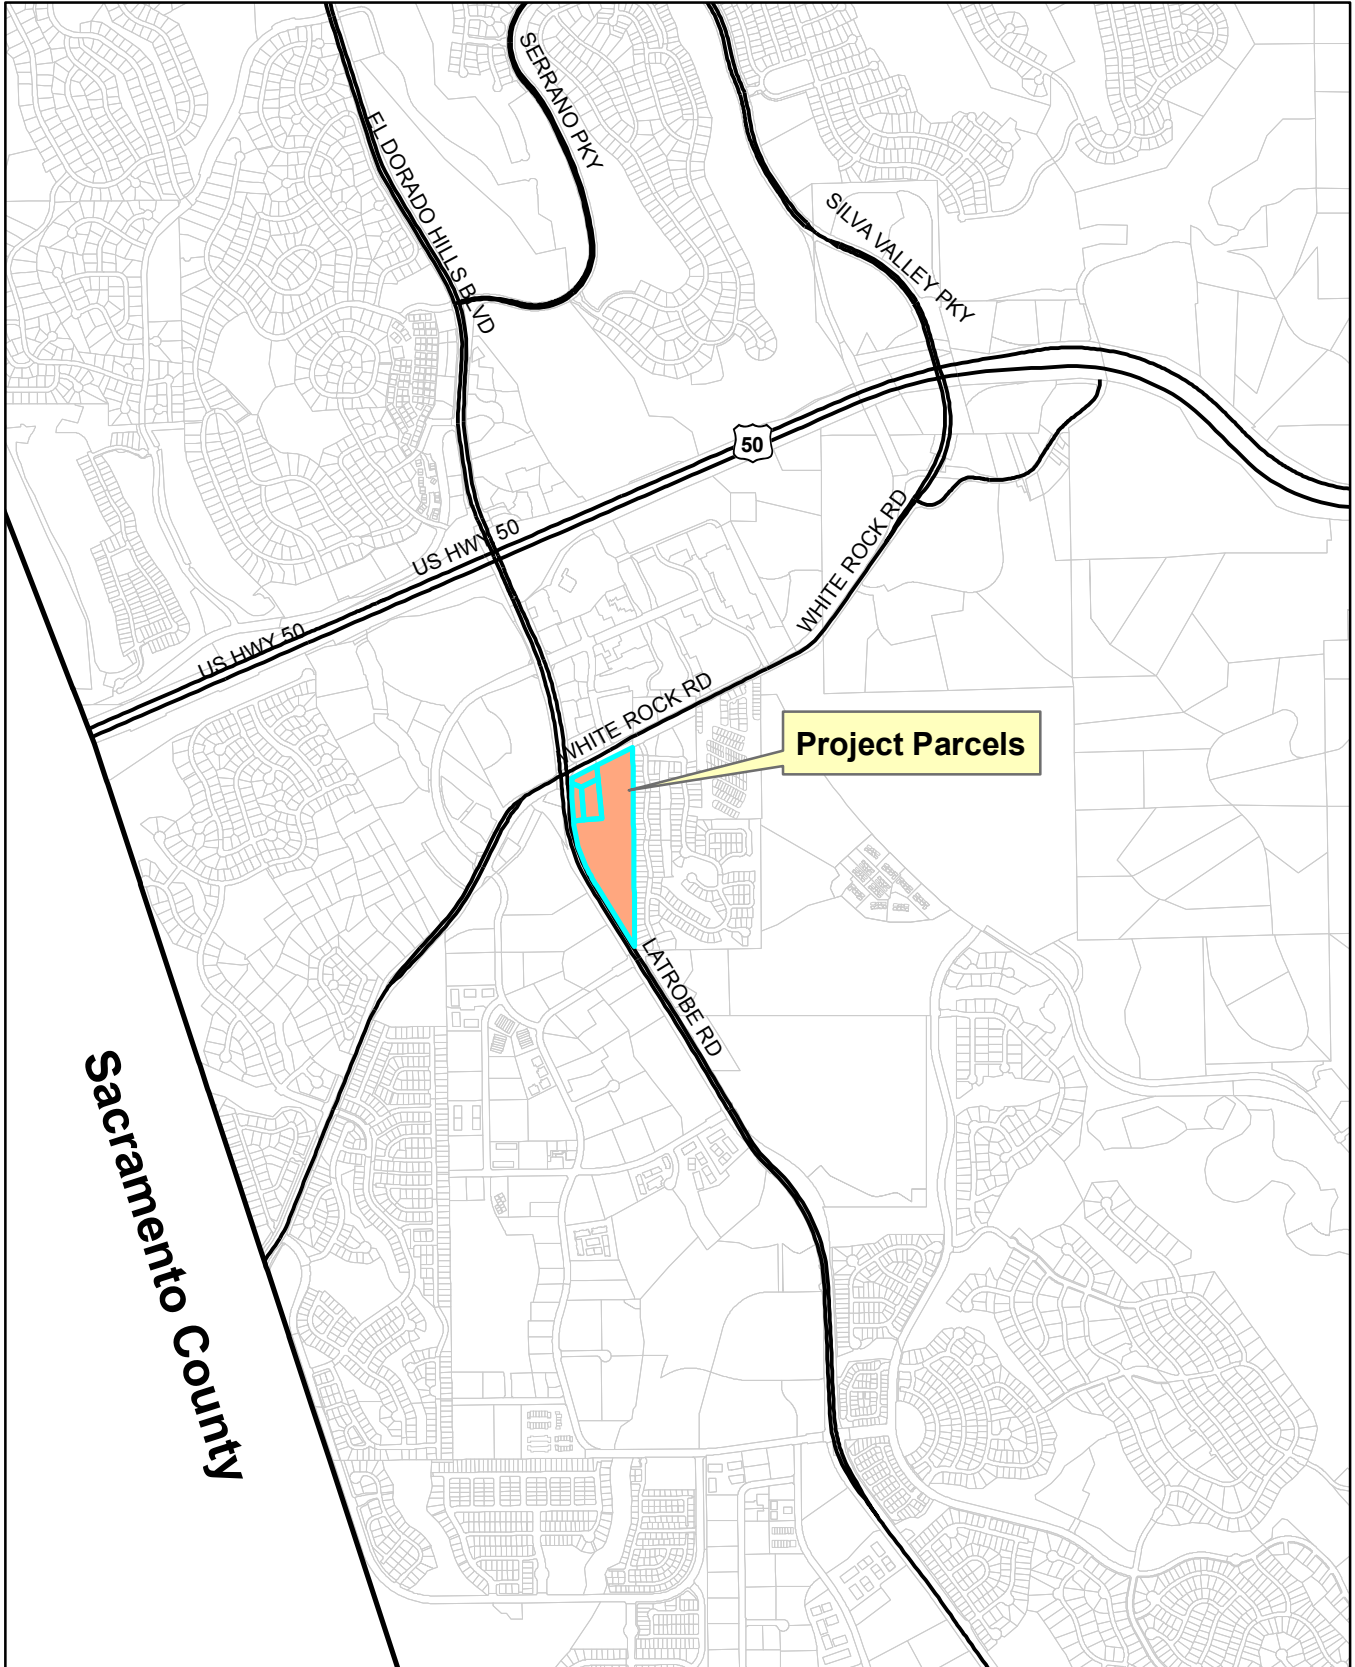 SERRANO PKY
EL DORADO HILLS BLVD
SILVA VALLEY PKY
50
US HWY 50
WHITE ROCK RD
US HWY 50
WHITE ROCK RD
Project Parcels
LATROBE RD
Sacramento County